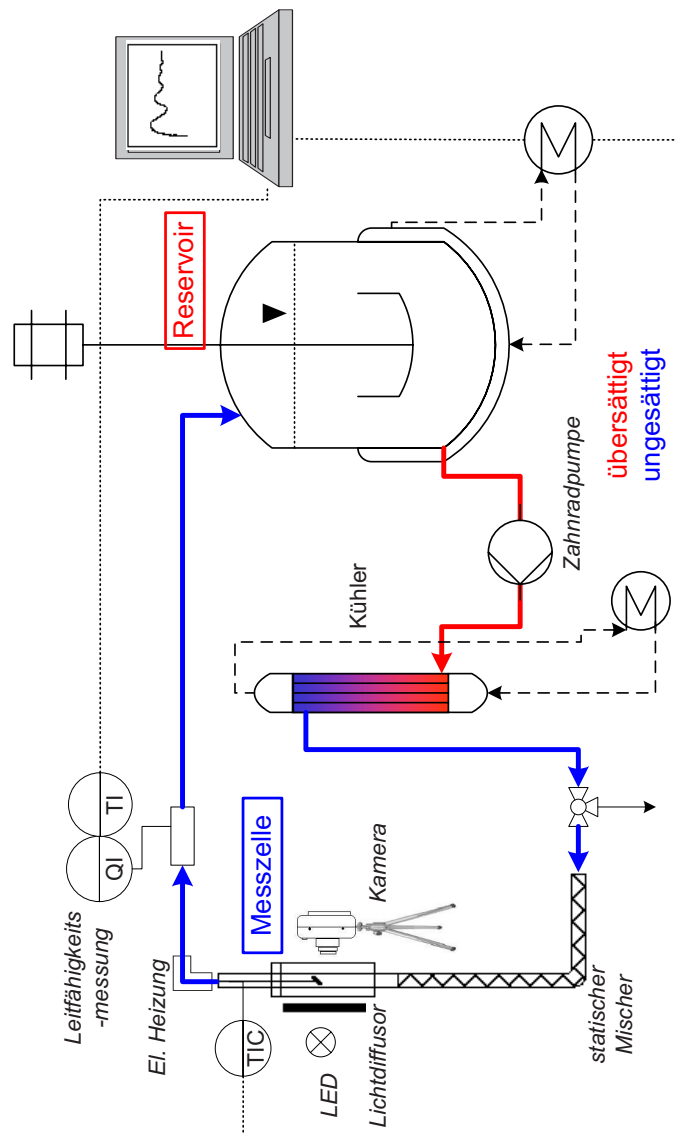 Leitfähigkeits
-messung
QI
TI
El. Heizung
TIC
Messzelle
Reservoir
LED
Lichtdiffusor
Kamera
Kühler
Zahnradpumpe
M
M
statischer
Mischer
übersättigt
ungesättigt